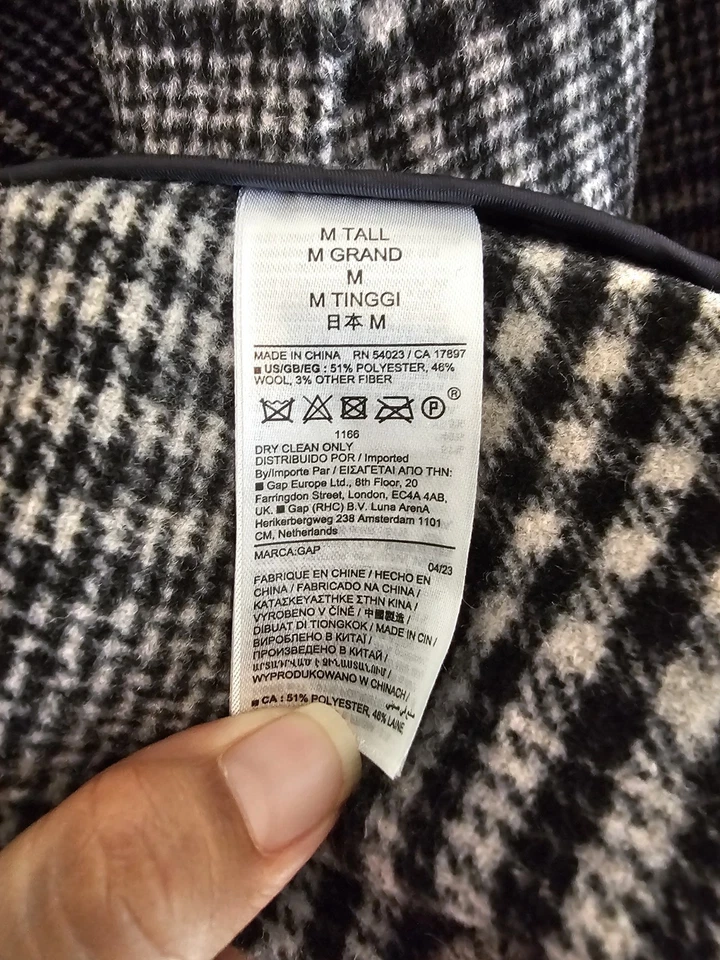 M TALL
M GRAND
M
M TINGGI
日本 M
MADE IN CHINA RN 54023 / CA 17897
■ US/GB/EG : 51% POLYESTER, 46%
WOOL, 3% OTHER FIBER
P ®
1166
DRY CLEAN ONLY
DISTRIBUIDO POR / Imported
By/Importe Par / ΕΙΣΑΓΕΤΑΙ ΑΠΟ ΤΗΝ:
■ Gap Europe Ltd., 8th Floor, 20
Farringdon Street, London, EC4A 4AB,
UK. ■ Gap (RHC) B.V. Luna ArenA
Herikerbergweg 238 Amsterdam 1101
CM, Netherlands
MARCA:GAP
04/23
FABRIQUE EN CHINE / HECHO EN
CHINA / FABRICADO NA CHINA /
ΚΑΤΑΣΚΕΥΑΣΤΗΚΕ ΣΤΗΝ ΚΙΝΑ /
VYROBENO V ČÍNĚ / 中國製造 /
DIBUAT DI TIONGKOK / MADE IN CIN /
ВИРОБЛЕНО В КИТАЇ /
ПРОИЗВЕДЕНО В КИТАЙ /
ԱՐՏԱԴՐՎԱԾ Է ՉԻՆԱՍՏԱՆՈՒՄ /
WYPRODUKOWANO W CHINACH /
■ CA : 51% POLYESTER, 46% LAINE